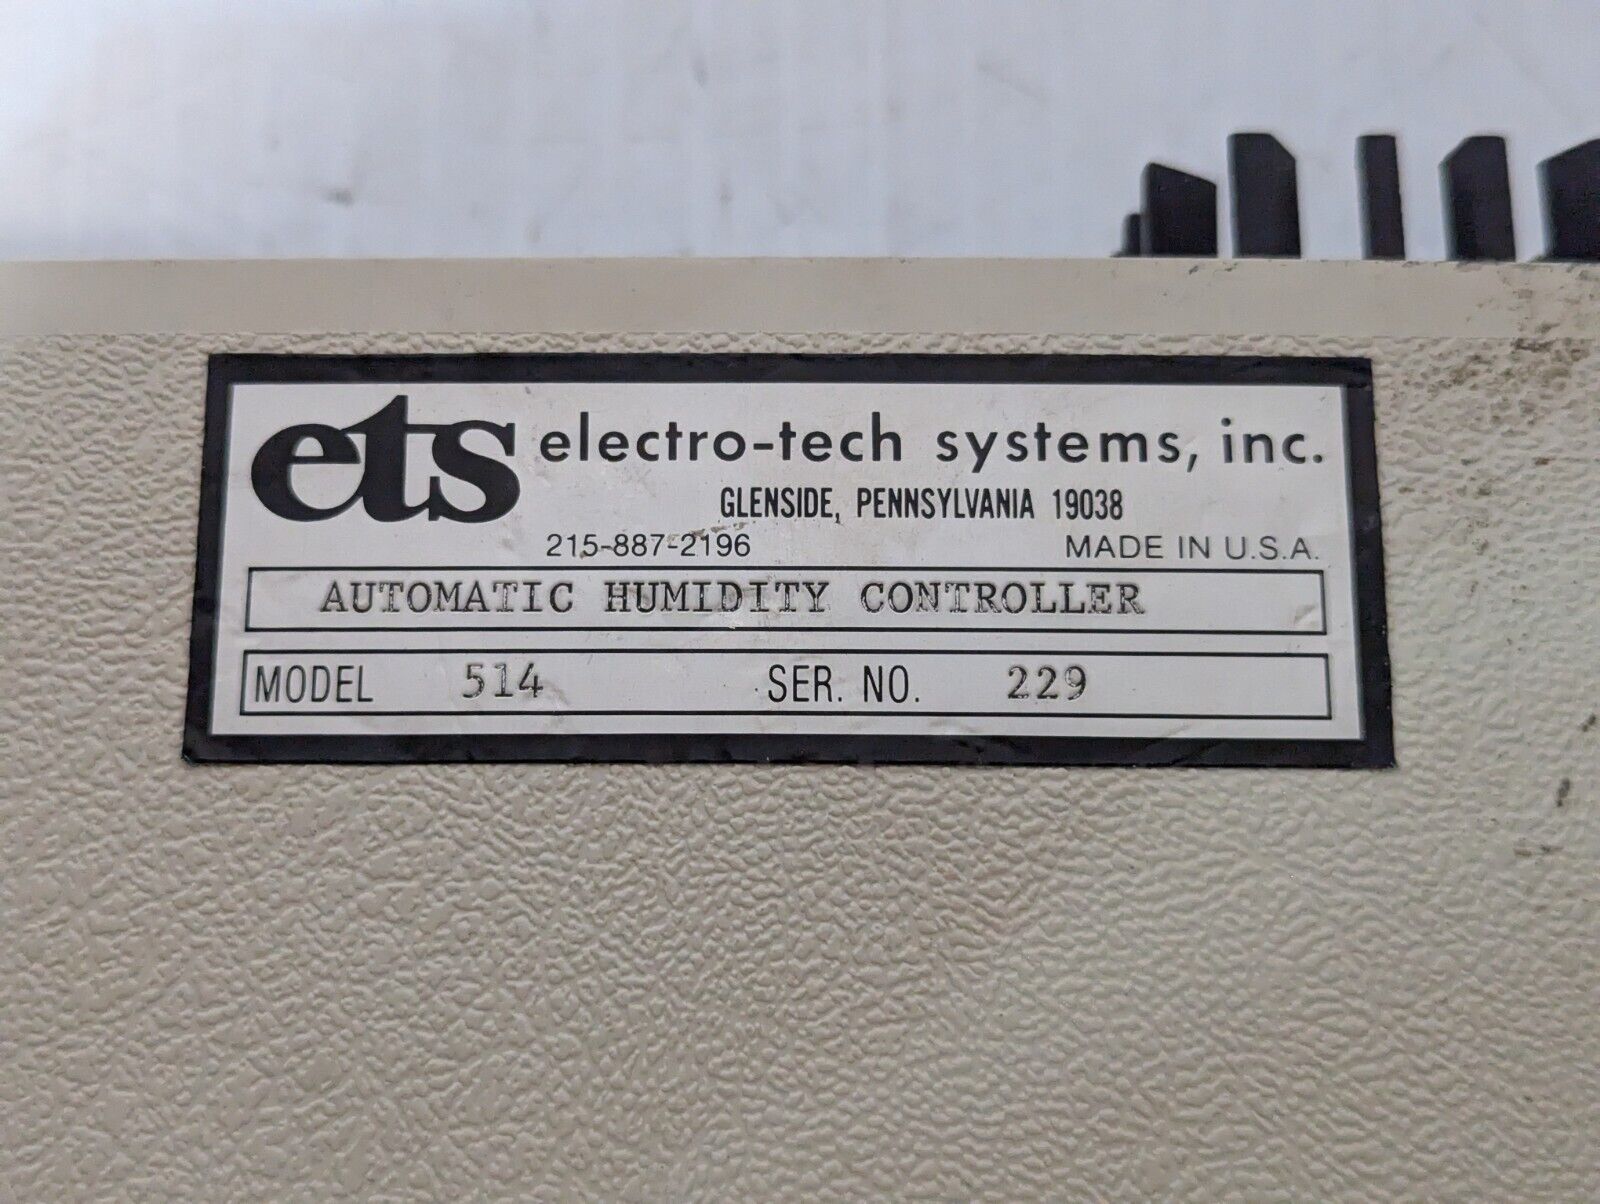 ets electro-tech systems, inc.
GLENSIDE, PENNSYLVANIA 19038
215-887-2196 MADE IN U.S.A.
AUTOMATIC HUMIDITY CONTROLLER
MODEL 514 SER. NO. 229